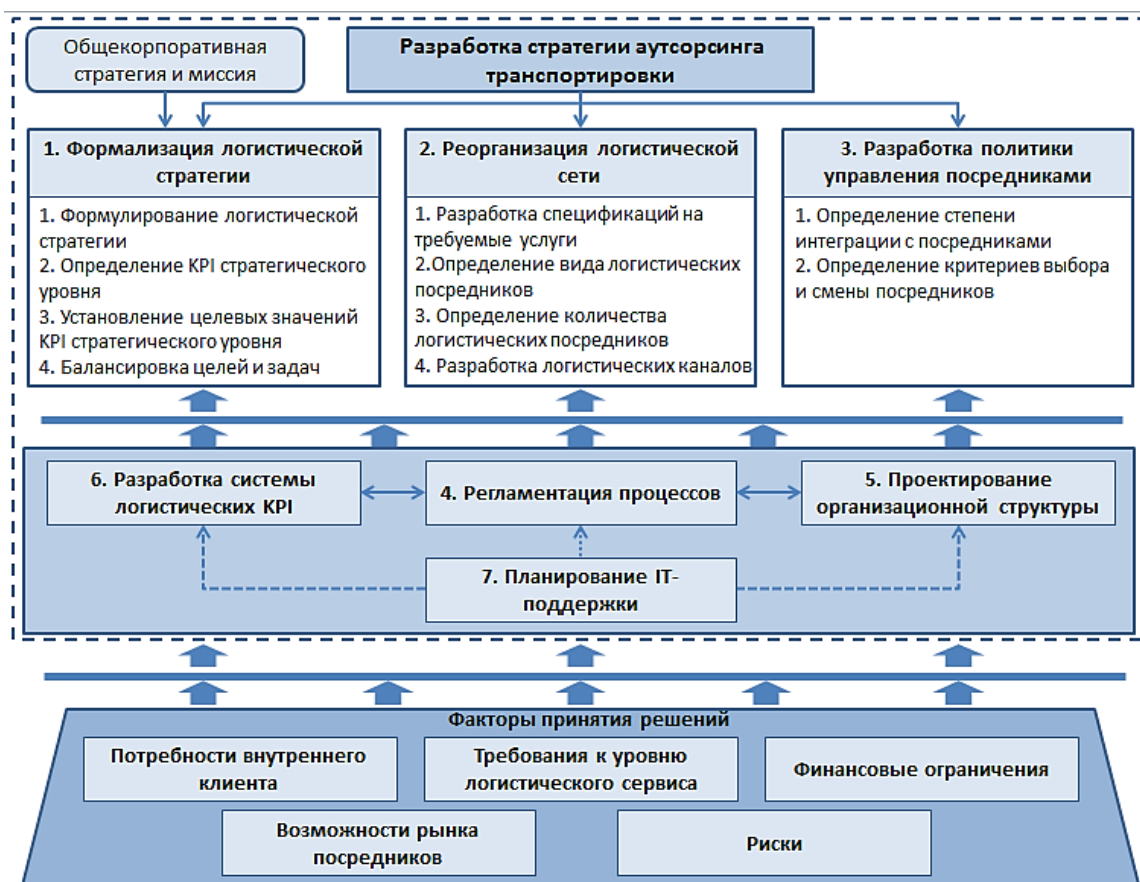 Общекорпоративная
стратегия и миссия
Разработка стратегии аутсорсинга
транспортировки
1. Формализация логистической
стратегии
1. Формулирование логистической
стратегии
2. Определение KPI стратегического
уровня
3. Установление целевых значений
KPI стратегического уровня
4. Балансировка целей и задач
2. Реорганизация логистической
сети
1. Разработка спецификаций на
требуемые услуги
2.Определение вида логистических
посредников
3. Определение количества
логистических посредников
4. Разработка логистических каналов
3. Разработка политики
управления посредниками
1. Определение степени
интеграции с посредниками
2. Определение критериев выбора
и смены посредников
6. Разработка системы
логистических KPI
4. Регламентация процессов
5. Проектирование
организационной структуры
7. Планирование IT-
поддержки
Факторы принятия решений
Потребности внутреннего
клиента
Требования к уровню
логистического сервиса
Финансовые ограничения
Возможности рынка
посредников
Риски